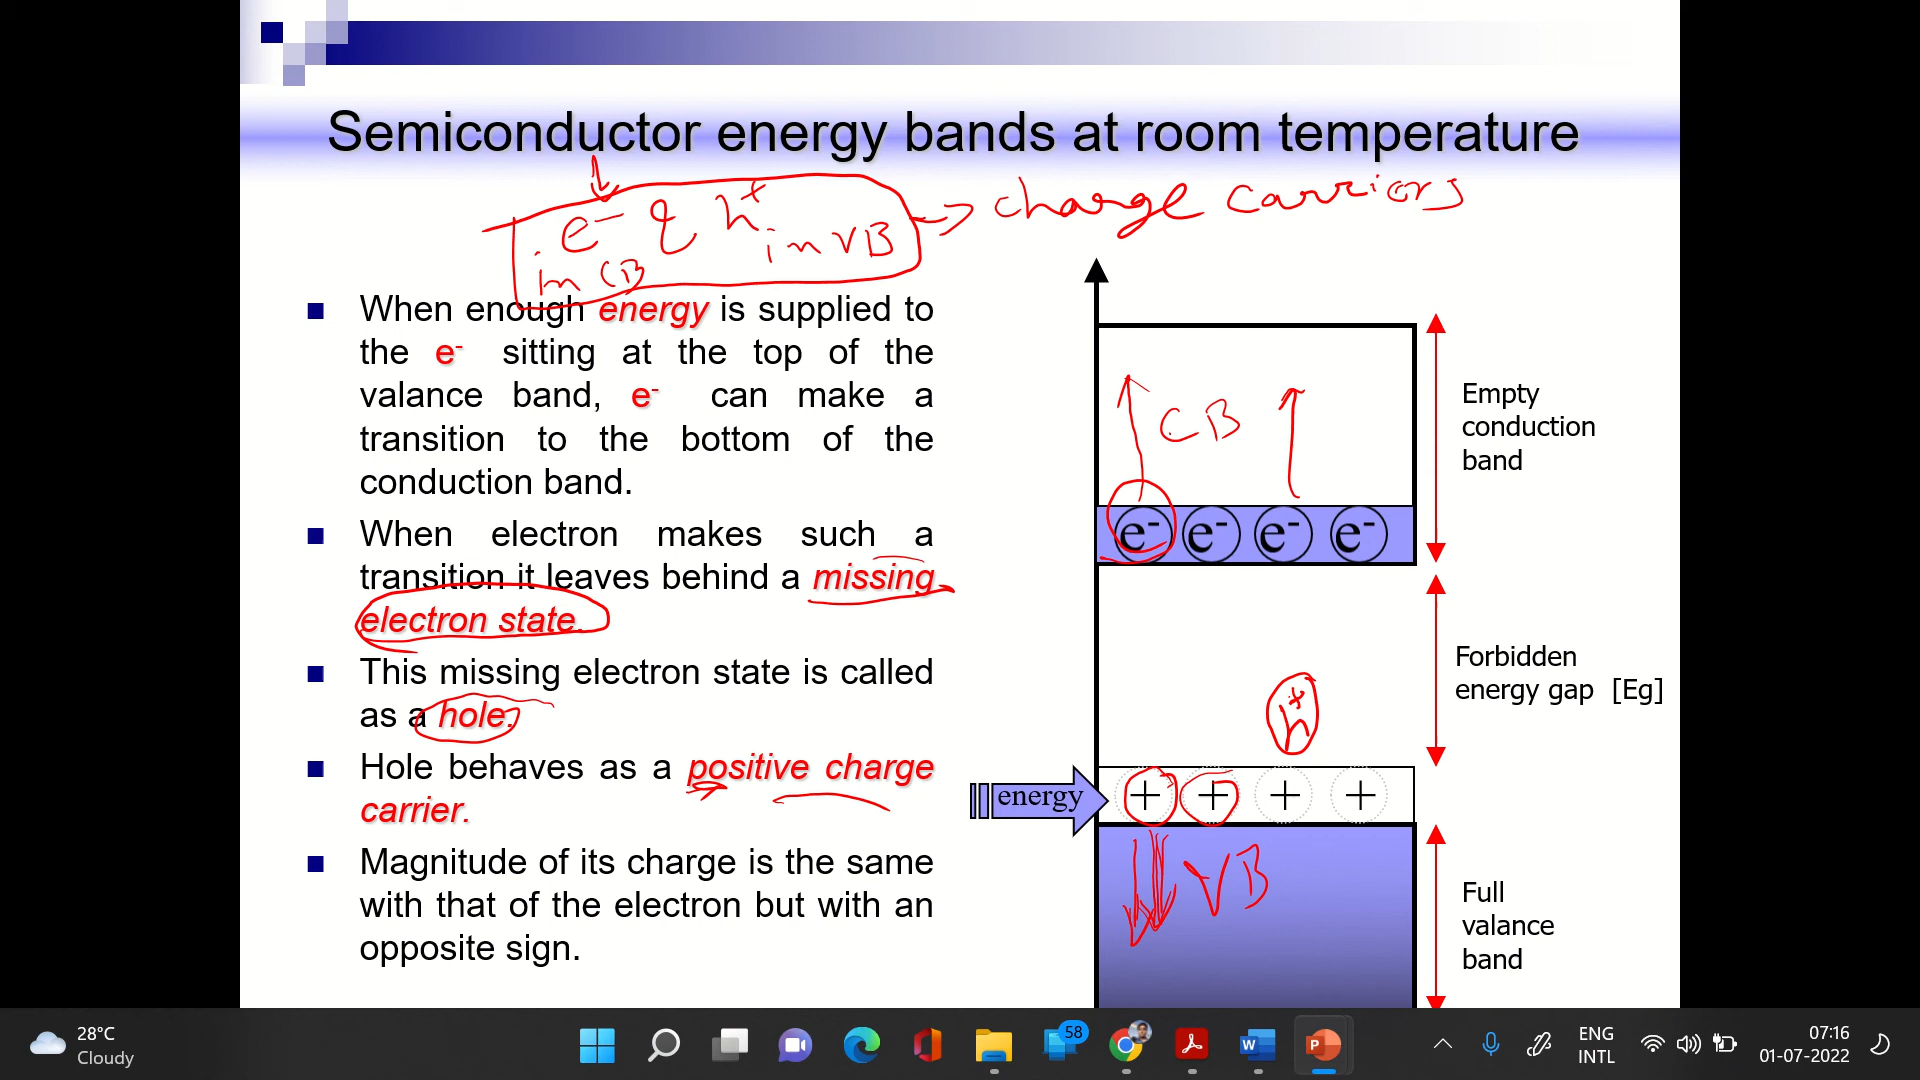 Semiconductor energy bands at room temperature
e⁻ & h⁺ → charge carriors
in CB in VB
When enough energy is supplied to
the e⁻ sitting at the top of the
valance band, e⁻ can make a
transition to the bottom of the
conduction band.
When electron makes such a
transition it leaves behind a missing
electron state.
This missing electron state is called
as a hole.
Hole behaves as a positive charge
carrier.
Magnitude of its charge is the same
with that of the electron but with an
opposite sign.
CB
Empty
conduction
band
e⁻ e⁻ e⁻ e⁻
Forbidden
energy gap [Eg]
h⁺
energy
+ + + +
VB
Full
valance
band
28°C
Cloudy
58
W
P
ENG
INTL
07:16
01-07-2022